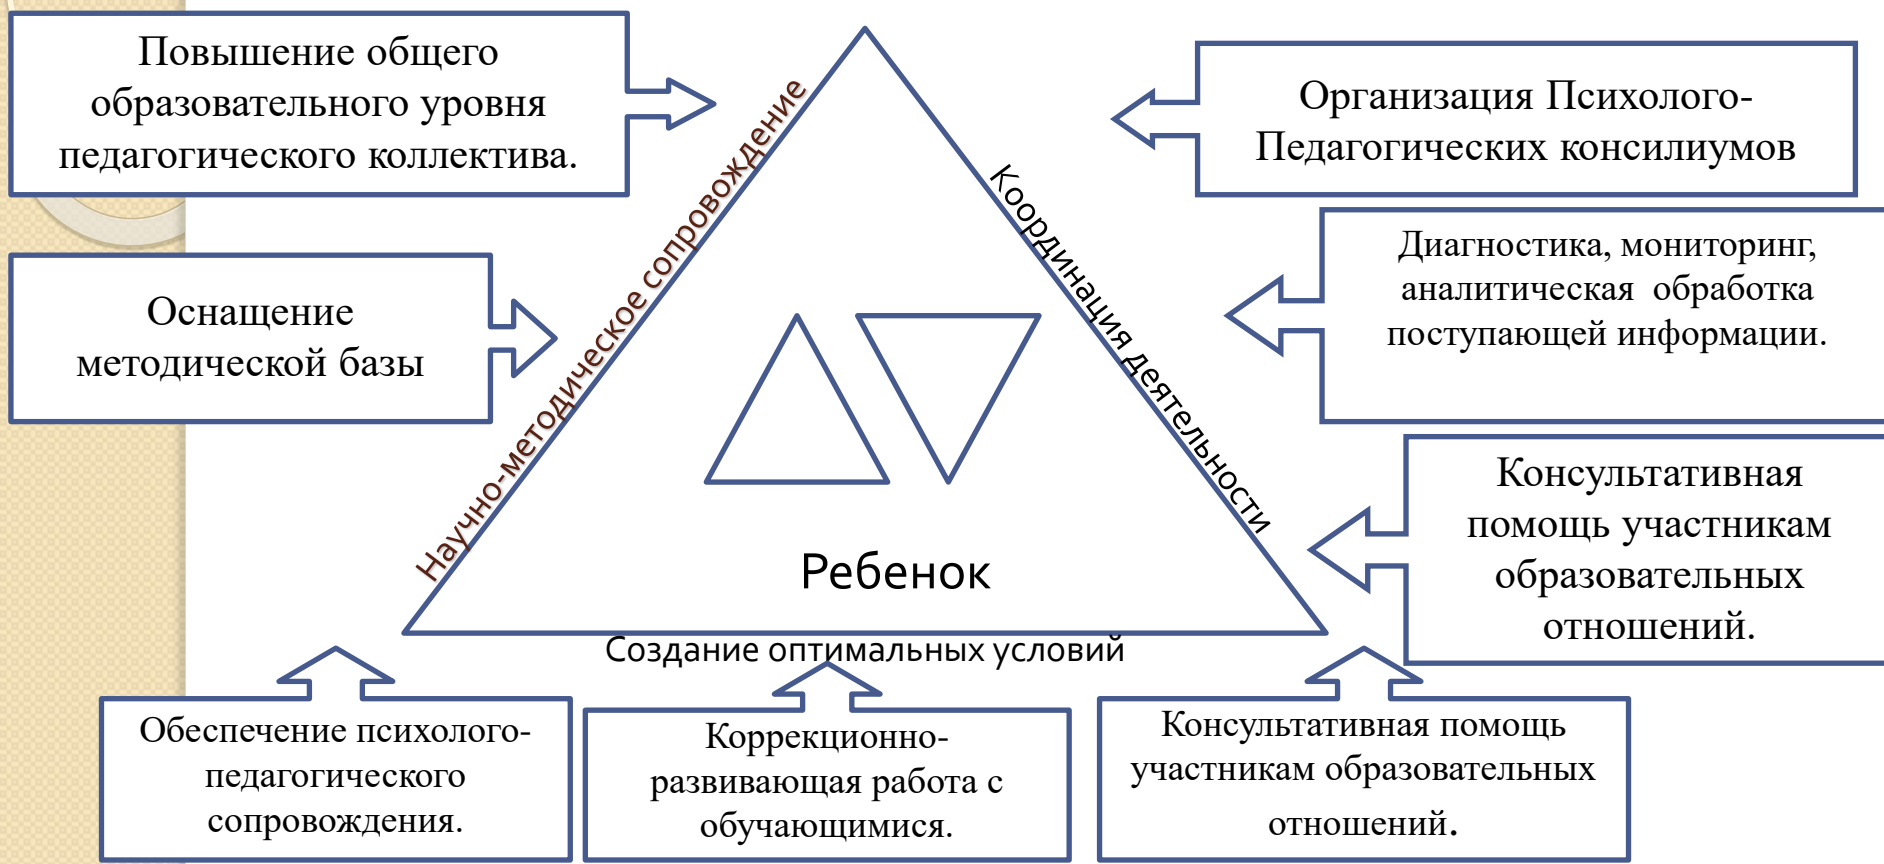 Повышение общего
образовательного уровня
педагогического коллектива.
Организация Психолого-
Педагогических консилиумов
Научно-методическое сопровождение
Координация деятельности
Оснащение
методической базы
Диагностика, мониторинг,
аналитическая обработка
поступающей информации.
Консультативная
помощь участникам
образовательных
отношений.
Ребенок
Создание оптимальных условий
Обеспечение психолого-
педагогического
сопровождения.
Коррекционно-
развивающая работа с
обучающимися.
Консультативная помощь
участникам образовательных
отношений.